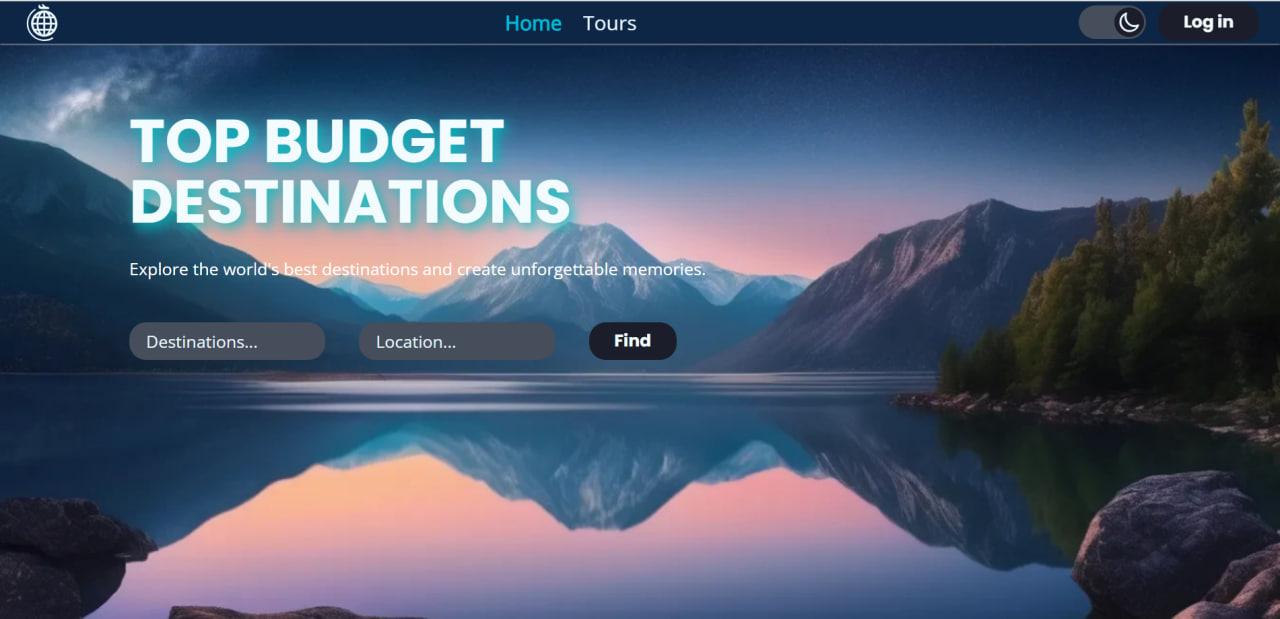 Home Tours Log in
TOP BUDGET
DESTINATIONS
Explore the world's best destinations and create unforgettable memories.
Destinations... Location... Find